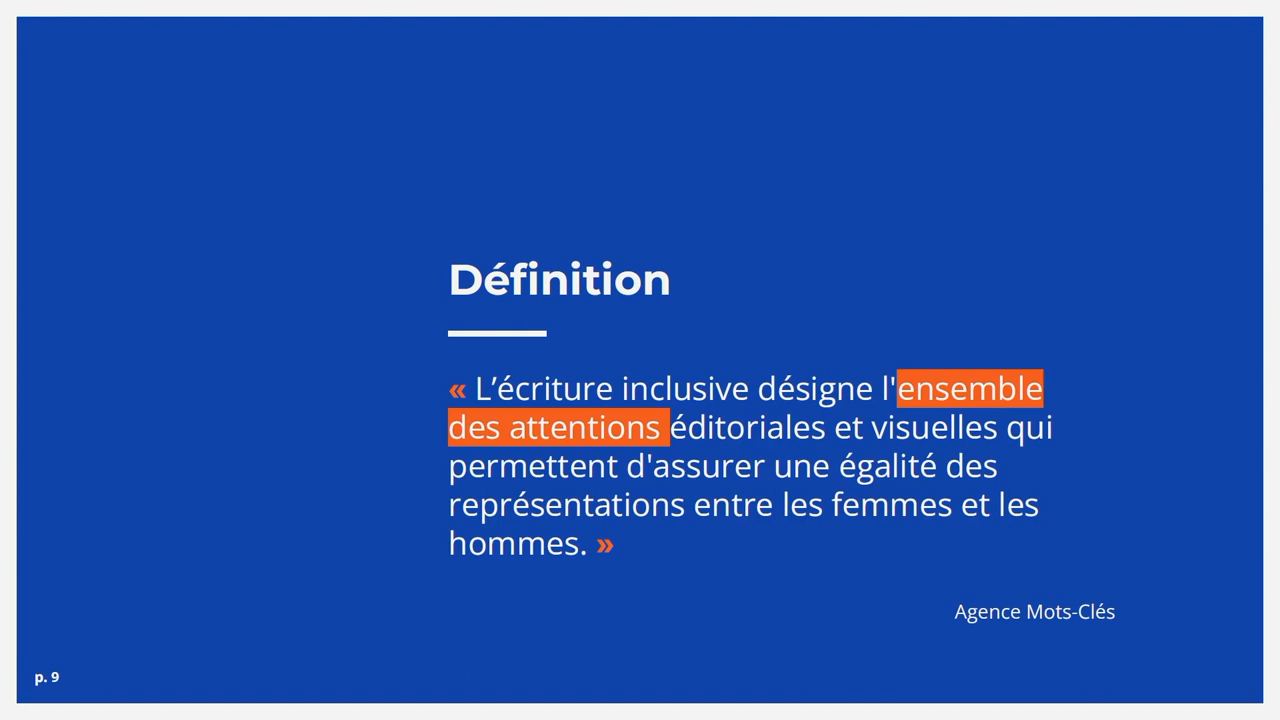 Définition
« L’écriture inclusive désigne l'ensemble
des attentions éditoriales et visuelles qui
permettent d'assurer une égalité des
représentations entre les femmes et les
hommes. »
Agence Mots-Clés
p. 9